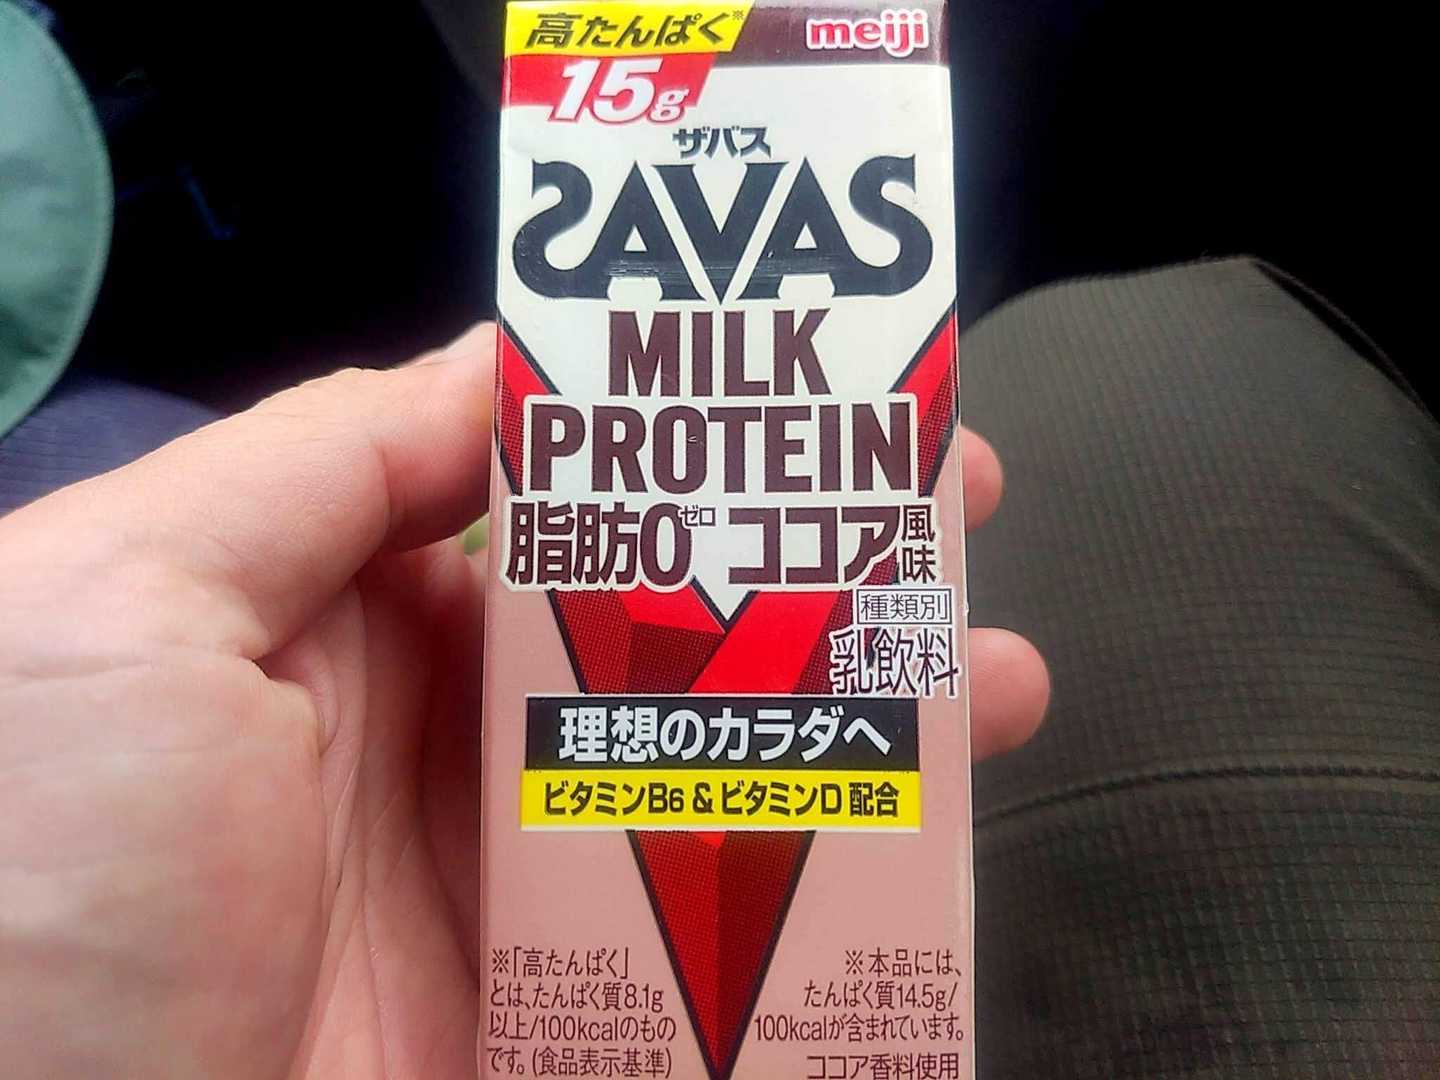 高たんぱく※
meiji
15g
ザバス
SAVAS
MILK
PROTEIN
脂肪0ゼロ ココア風味
種類別
乳飲料
理想のカラダへ
ビタミンB6 & ビタミンD 配合
※「高たんぱく」
とは、たんぱく質8.1g
以上/100kcalのもの
です。(食品表示基準)
※本品には、
たんぱく質14.5g/
100kcalが含まれています。
ココア香料使用